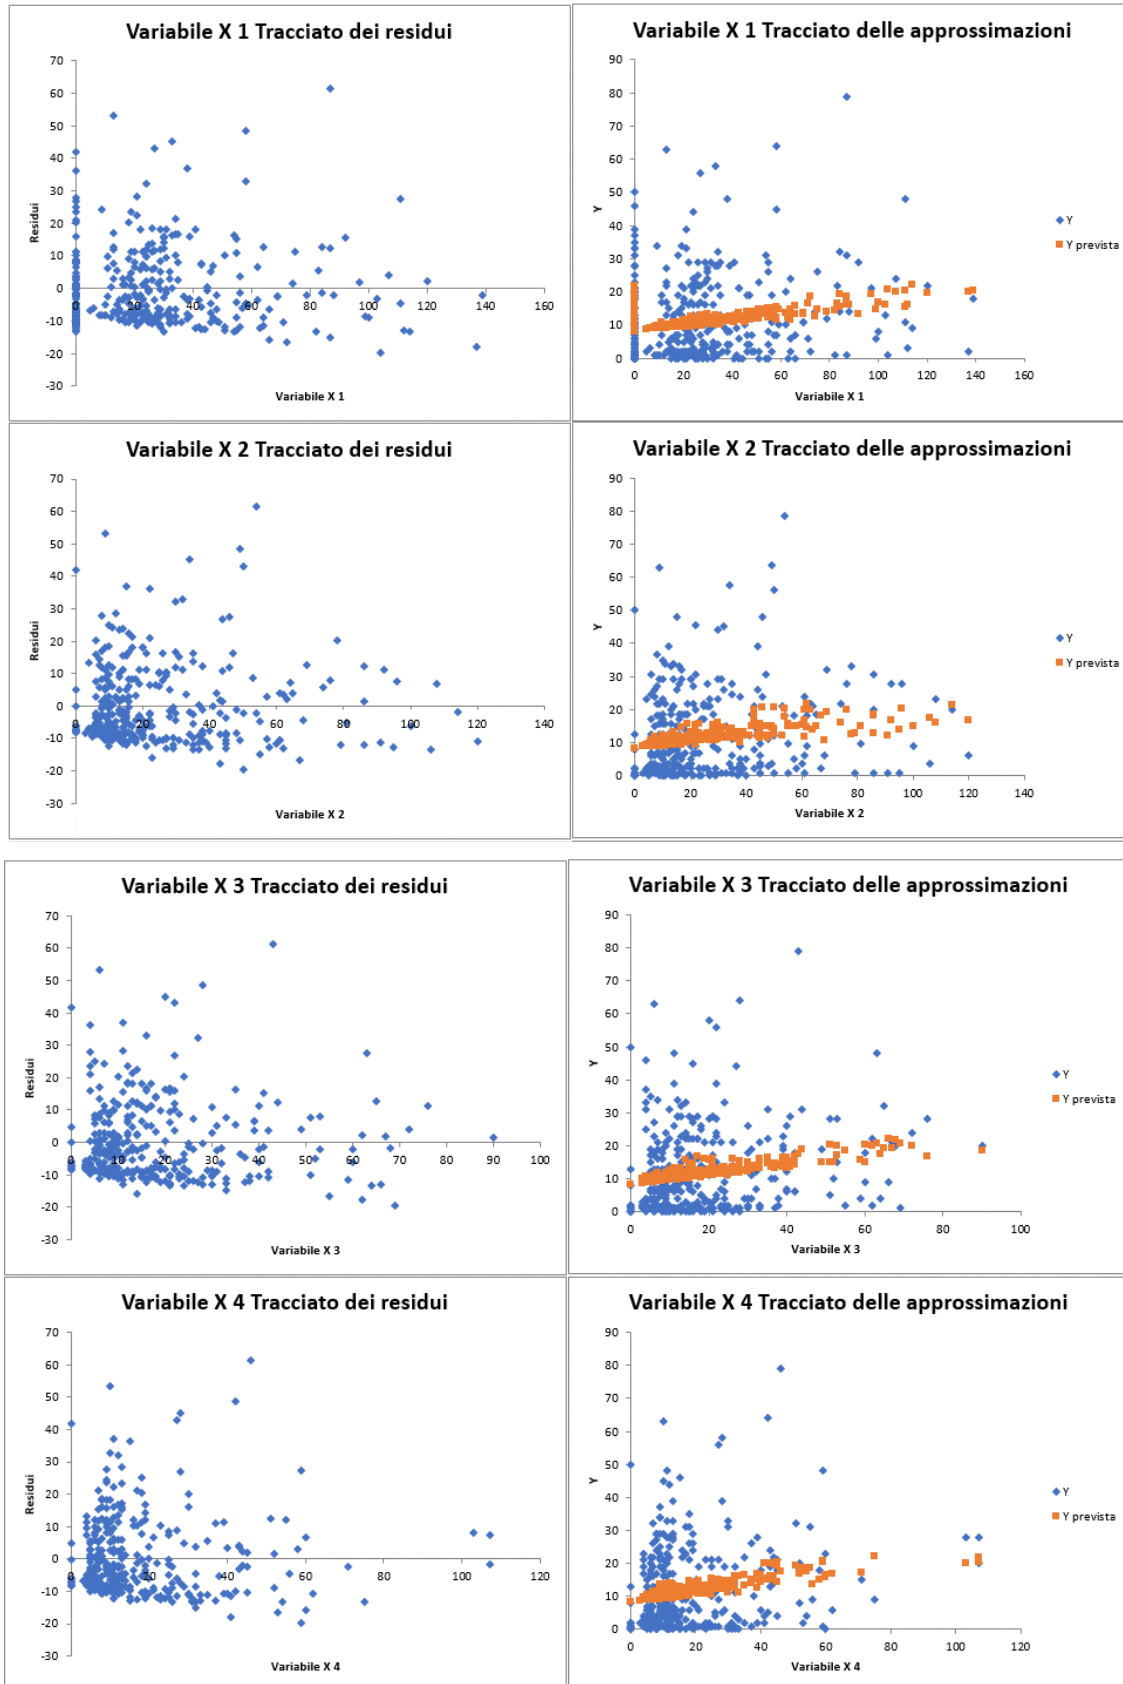 Variabile X 1 Tracciato dei residui
70
60
50
40
30
20
10
0
-10
-20
-30
Residui
0 20 40 60 80 100 120 140 160
Variabile X 1
Variabile X 1 Tracciato delle approssimazioni
90
80
70
60
50
40
30
20
10
0
Y
0 20 40 60 80 100 120 140 160
Variabile X 1
Y
Y prevista
Variabile X 2 Tracciato dei residui
70
60
50
40
30
20
10
0
-10
-20
-30
Residui
0 20 40 60 80 100 120 140
Variabile X 2
Variabile X 2 Tracciato delle approssimazioni
90
80
70
60
50
40
30
20
10
0
Y
0 20 40 60 80 100 120 140
Variabile X 2
Y
Y prevista
Variabile X 3 Tracciato dei residui
70
60
50
40
30
20
10
0
-10
-20
-30
Residui
0 10 20 30 40 50 60 70 80 90 100
Variabile X 3
Variabile X 3 Tracciato delle approssimazioni
90
80
70
60
50
40
30
20
10
0
Y
0 20 40 60 80 100
Variabile X 3
Y
Y prevista
Variabile X 4 Tracciato dei residui
70
60
50
40
30
20
10
0
-10
-20
-30
Residui
0 20 40 60 80 100 120
Variabile X 4
Variabile X 4 Tracciato delle approssimazioni
90
80
70
60
50
40
30
20
10
0
Y
0 20 40 60 80 100 120
Variabile X 4
Y
Y prevista